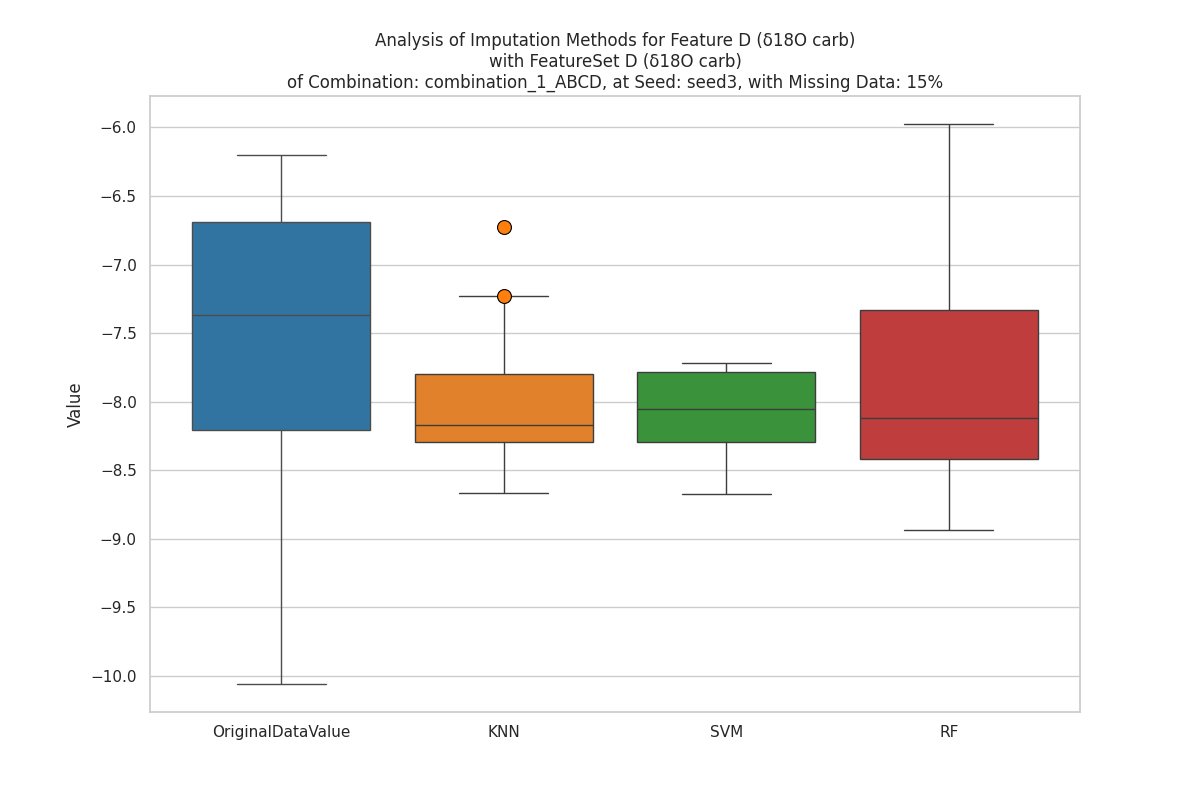 Analysis of Imputation Methods for Feature D (δ18O carb)
with FeatureSet D (δ18O carb)
of Combination: combination_1_ABCD, at Seed: seed3, with Missing Data: 15%
Value
−6.0
−6.5
−7.0
−7.5
−8.0
−8.5
−9.0
−9.5
−10.0
OriginalDataValue
KNN
SVM
RF